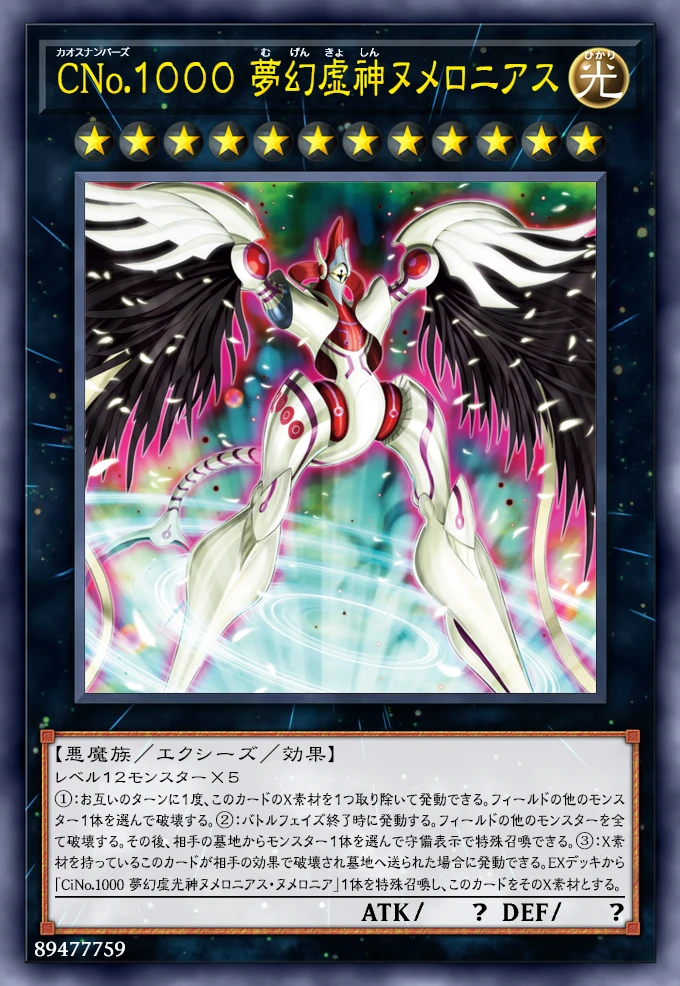 カオスナンバーズ む げん きょ しん
CNo.1000 夢幻虚神ヌメロニアス
ひかり
光
【悪魔族／エクシーズ／効果】
レベル12モンスター×5
①：お互いのターンに1度、このカードのX素材を1つ取り除いて発動できる。フィールドの他のモンス
ター1体を選んで破壊する。②：バトルフェイズ終了時に発動する。フィールドの他のモンスターを全
て破壊する。その後、相手の墓地からモンスター1体を選んで守備表示で特殊召喚できる。③：X素
材を持っているこのカードが相手の効果で破壊され墓地へ送られた場合に発動できる。EXデッキから
「CiNo.1000 夢幻虚光神ヌメロニアス・ヌメロニア」1体を特殊召喚し、このカードをそのX素材とする。
ATK/ ? DEF/ ?
89477759